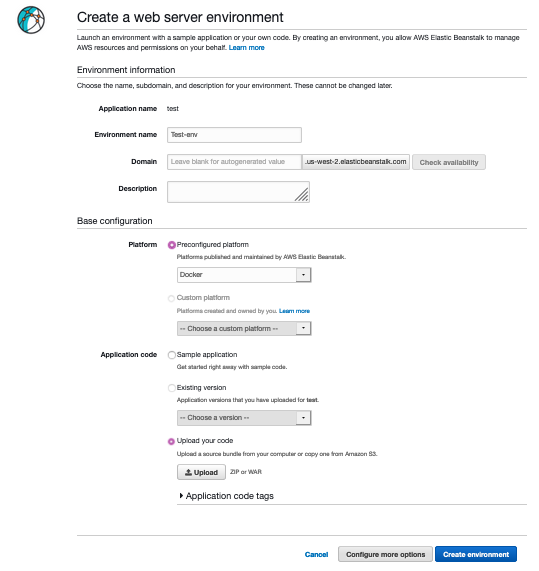 Create a web server environment
Launch an environment with a sample application or your own code. By creating an environment, you allow AWS Elastic Beanstalk to manage
AWS resources and permissions on your behalf. Learn more
Environment information
Choose the name, subdomain, and description for your environment. These cannot be changed later.
Application name test
Environment name Test-env
Domain Leave blank for autogenerated value .us-west-2.elasticbeanstalk.com Check availability
Description
Base configuration
Platform Preconfigured platform
Platforms published and maintained by AWS Elastic Beanstalk.
Docker
Custom platform
Platforms created and owned by you. Learn more
-- Choose a custom platform --
Application code Sample application
Get started right away with sample code.
Existing version
Application versions that you have uploaded for test.
-- Choose a version --
Upload your code
Upload a source bundle from your computer or copy one from Amazon S3.
Upload ZIP or WAR
Application code tags
Cancel Configure more options Create environment